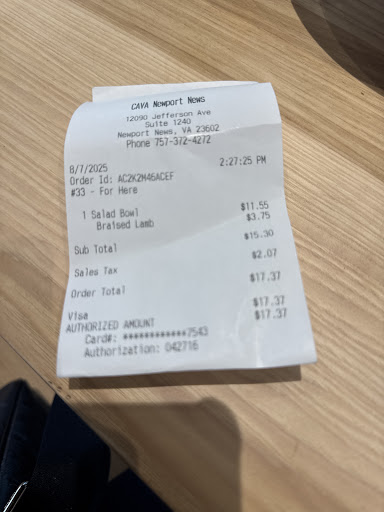 CAVA Newport News
12090 Jefferson Ave
Suite 1240
Newport News, VA 23602
Phone 757-372-4272
8/7/2025 2:27:25 PM
Order Id: AC2K2M46ACEF
#33 - For Here
1 Salad Bowl $11.55
Braised Lamb $3.75
Sub Total $15.30
Sales Tax $2.07
Order Total $17.37
Visa $17.37
AUTHORIZED AMOUNT $17.37
Card#: ************7543
Authorization: 042716